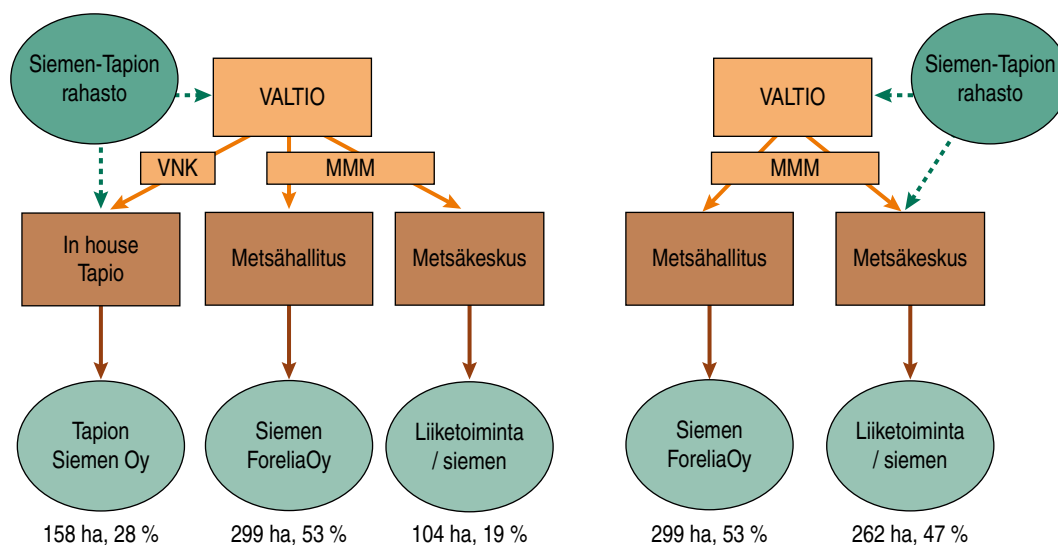 Siemen-Tapion
rahasto
VALTIO
VNK
MMM
In house
Tapio
Metsähallitus
Metsäkeskus
Tapion
Siemen Oy
Siemen
ForeliaOy
Liiketoiminta
/ siemen
158 ha, 28 %
299 ha, 53 %
104 ha, 19 %
VALTIO
Siemen-Tapion
rahasto
MMM
Metsähallitus
Metsäkeskus
Siemen
ForeliaOy
Liiketoiminta
/ siemen
299 ha, 53 %
262 ha, 47 %